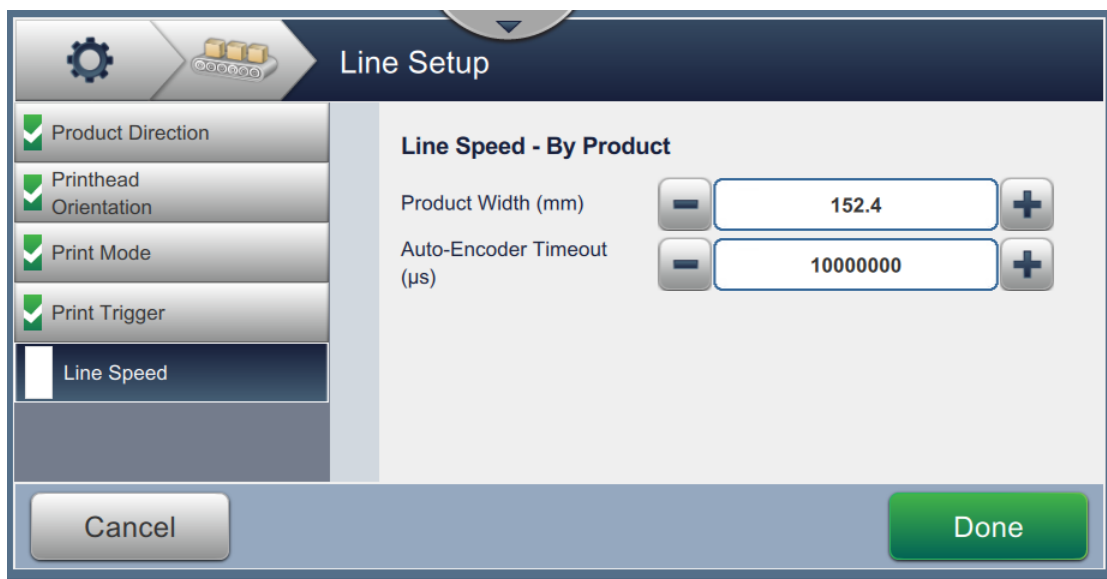 Line Setup
Product Direction
Printhead
Orientation
Print Mode
Print Trigger
Line Speed
Line Speed - By Product
Product Width (mm)
152.4
Auto-Encoder Timeout
(µs)
10000000
Cancel
Done